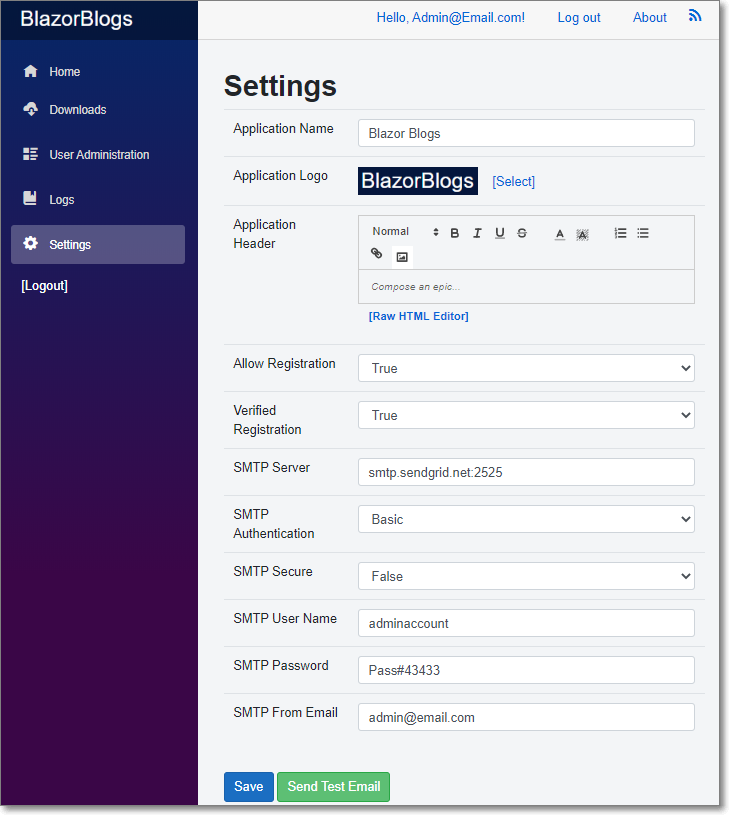 BlazorBlogs
Hello, Admin@Email.com! Log out About
Home
Downloads
User Administration
Logs
Settings
[Logout]
Settings
Application Name
Blazor Blogs
Application Logo
BlazorBlogs [Select]
Application
Header
Normal B I U S A A
Compose an epic...
[Raw HTML Editor]
Allow Registration
True
Verified
Registration
True
SMTP Server
smtp.sendgrid.net:2525
SMTP
Authentication
Basic
SMTP Secure
False
SMTP User Name
adminaccount
SMTP Password
Pass#43433
SMTP From Email
admin@email.com
Save Send Test Email